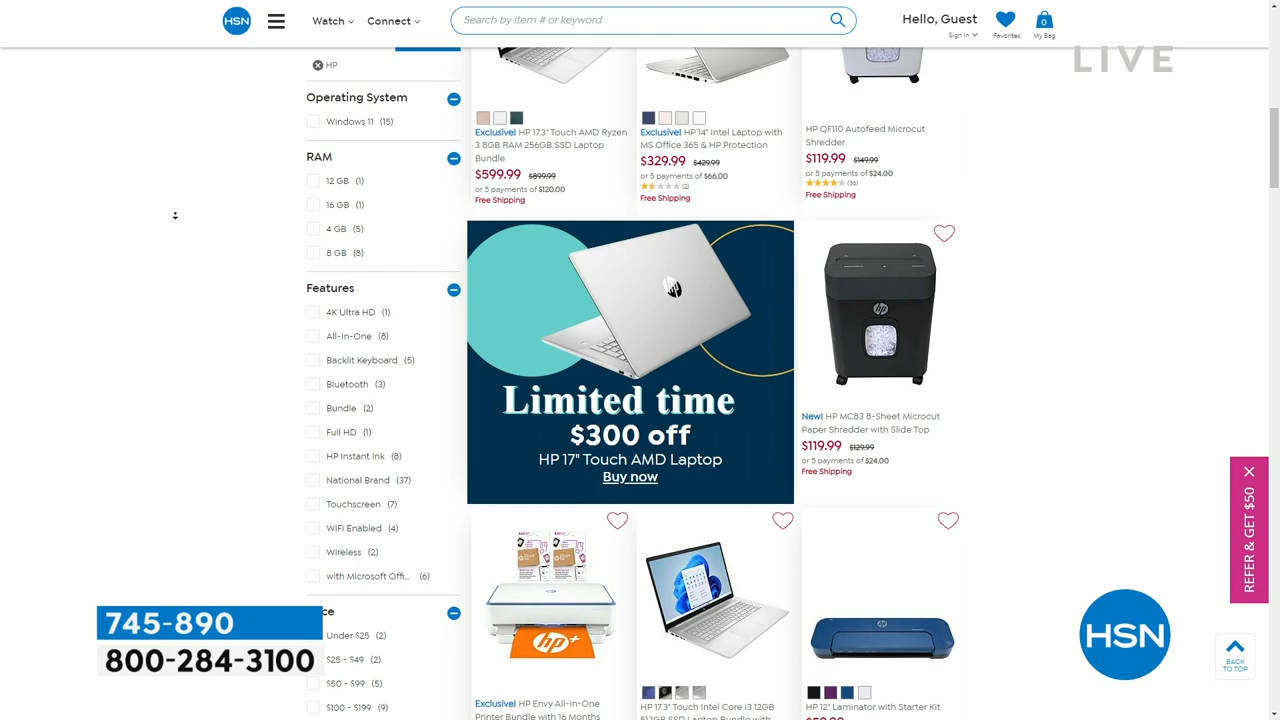 HSN
Watch
Connect
Search by item # or keyword
Hello, Guest
Sign In
Favorites
0
My Bag
LIVE
HP
Operating System
Windows 11 (15)
RAM
12 GB (1)
16 GB (1)
4 GB (5)
8 GB (8)
Features
4K Ultra HD (1)
All-In-One (8)
Backlit Keyboard (5)
Bluetooth (3)
Bundle (2)
Full HD (1)
HP Instant Ink (8)
National Brand (37)
Touchscreen (7)
WiFi Enabled (4)
Wireless (2)
with Microsoft Offi... (6)
ce
Under $25 (2)
$25 - $49 (2)
$50 - $99 (5)
$100 - $199 (9)
745-890
800-284-3100
Exclusive! HP 17.3" Touch AMD Ryzen
3 8GB RAM 256GB SSD Laptop
Bundle
$599.99 $899.99
or 5 payments of $120.00
Free Shipping
Exclusive! HP 14" Intel Laptop with
MS Office 365 & HP Protection
$329.99 $429.99
or 5 payments of $66.00
(2)
Free Shipping
HP QF110 Autofeed Microcut
Shredder
$119.99 $149.99
or 5 payments of $24.00
(36)
Free Shipping
hp
Limited time
$300 off
HP 17" Touch AMD Laptop
Buy now
hp
New! HP MC83 8-Sheet Microcut
Paper Shredder with Slide Top
$119.99 $129.99
or 5 payments of $24.00
Free Shipping
hp+
Exclusive! HP Envy All-in-One
Printer Bundle with 16 Months
HP 17.3" Touch Intel Core i3 12GB
512GB SSD Laptop Bundle with
hp
HP 12" Laminator with Starter Kit
REFER & GET $50
HSN
BACK
TO TOP